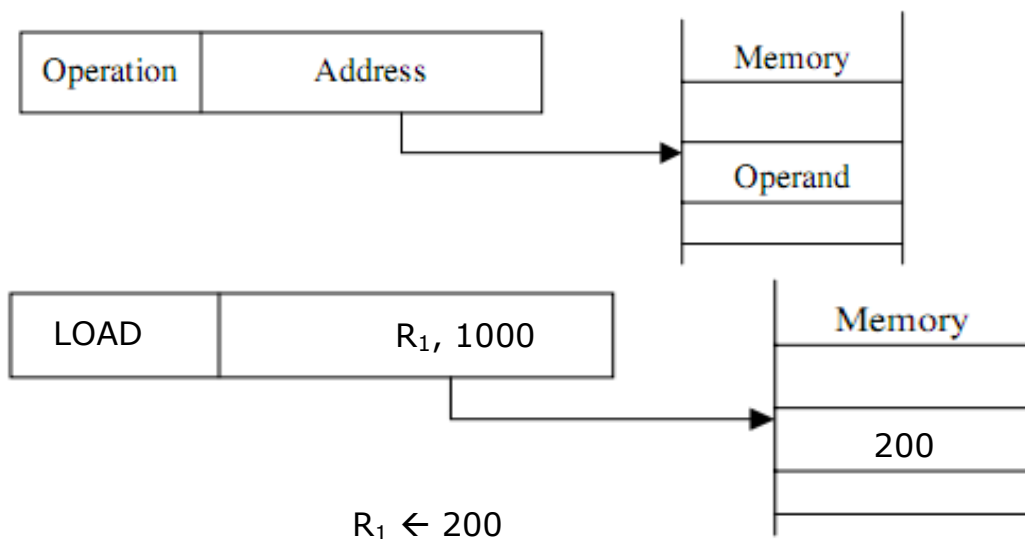 Operation Address
Memory
Operand
LOAD R₁, 1000
Memory
200
R₁ ← 200